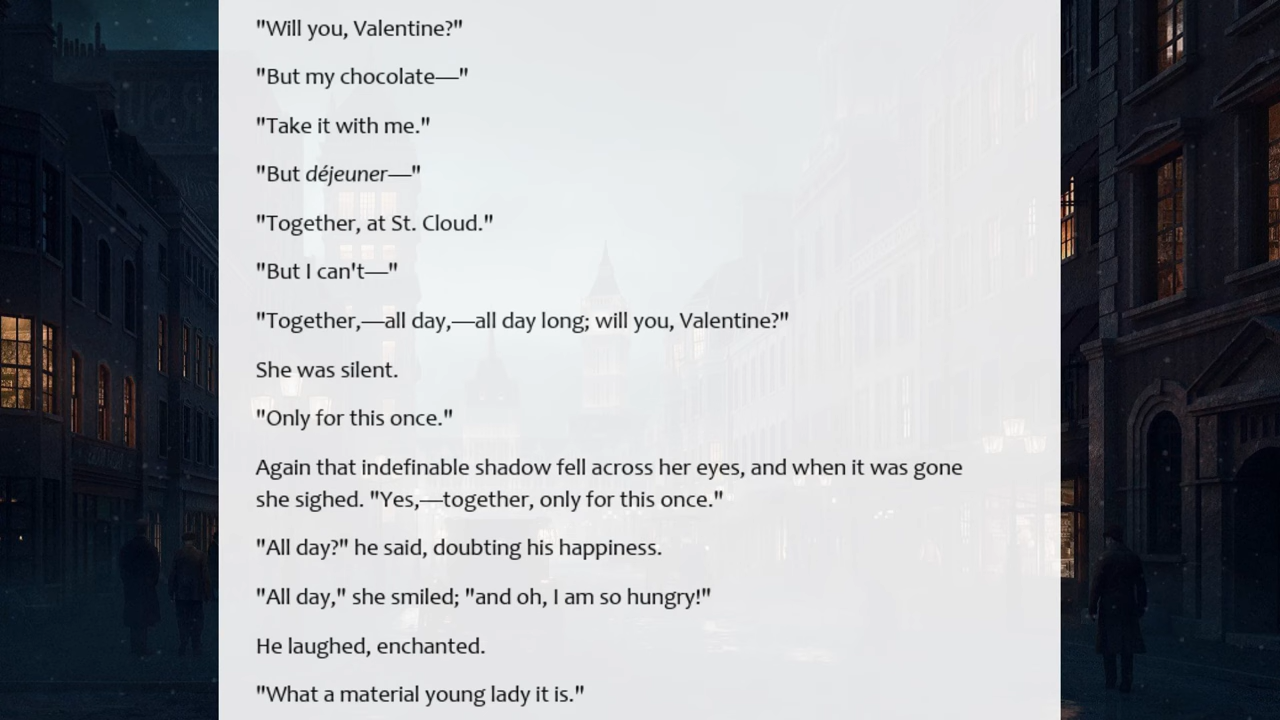 "Will you, Valentine?"
"But my chocolate—"
"Take it with me."
"But déjeuner—"
"Together, at St. Cloud."
"But I can't—"
"Together,—all day,—all day long; will you, Valentine?"
She was silent.
"Only for this once."
Again that indefinable shadow fell across her eyes, and when it was gone
she sighed. "Yes,—together, only for this once."
"All day?" he said, doubting his happiness.
"All day," she smiled; "and oh, I am so hungry!"
He laughed, enchanted.
"What a material young lady it is."